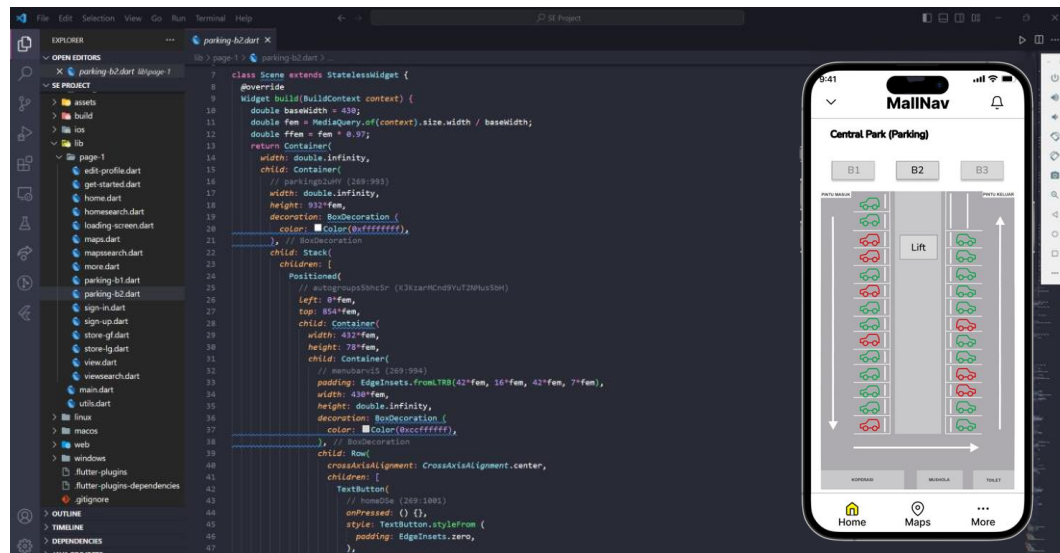 File Edit Selection View Go Run Terminal Help
SE Project
EXPLORER
OPEN EDITORS
parking-b2.dart lib\page-1
SE PROJECT
assets
build
ios
lib
page-1
edit-profile.dart
get-started.dart
home.dart
homesearch.dart
loading-screen.dart
maps.dart
mapssearch.dart
more.dart
parking-b1.dart
parking-b2.dart
sign-in.dart
sign-up.dart
store-gf.dart
store-lg.dart
view.dart
viewsearch.dart
main.dart
utils.dart
linux
macos
web
windows
.flutter-plugins
.flutter-plugins-dependencies
.gitignore
OUTLINE
TIMELINE
DEPENDENCIES
parking-b2.dart
lib > page-1 > parking-b2.dart > ...
7 class Scene extends StatelessWidget {
8 @override
9 Widget build(BuildContext context) {
10 double baseWidth = 430;
11 double fem = MediaQuery.of(context).size.width / baseWidth;
12 double ffem = fem * 0.97;
13 return Container(
14 width: double.infinity,
15 child: Container(
16 // parkingb2uHY (269:993)
17 width: double.infinity,
18 height: 932*fem,
19 decoration: BoxDecoration (
20 color: Color(0xffffffff),
21 ), // BoxDecoration
22 child: Stack(
23 children: [
24 Positioned(
25 // (
26 left: 0*fem,
27 top: 854*fem,
28 child: Container(
29 width: 432*fem,
30 height: 78*fem,
31 child: Container(
32 // menubarvi5 (269:994)
33 padding: EdgeInsets.fromLTRB(42*fem, 16*fem, 42*fem, 7*fem),
34 width: 430*fem,
35 height: double.infinity,
36 decoration: BoxDecoration (
37 color: Color(0xccffffff),
38 ), // BoxDecoration
39 child: Row(
40 crossAxisAlignment: CrossAxisAlignment.center,
41 children: [
42 TextButton(
43 // homeDSe (269:1001)
44 onPressed: () {},
45 style: TextButton.styleFrom (
46 padding: EdgeInsets.zero,
47 ),
9:41
MallNav
Central Park (Parking)
B1 B2 B3
PINTU MASUK
PINTU KELUAR
Lift
KOPERASI MUSHOLA TOILET
Home Maps More